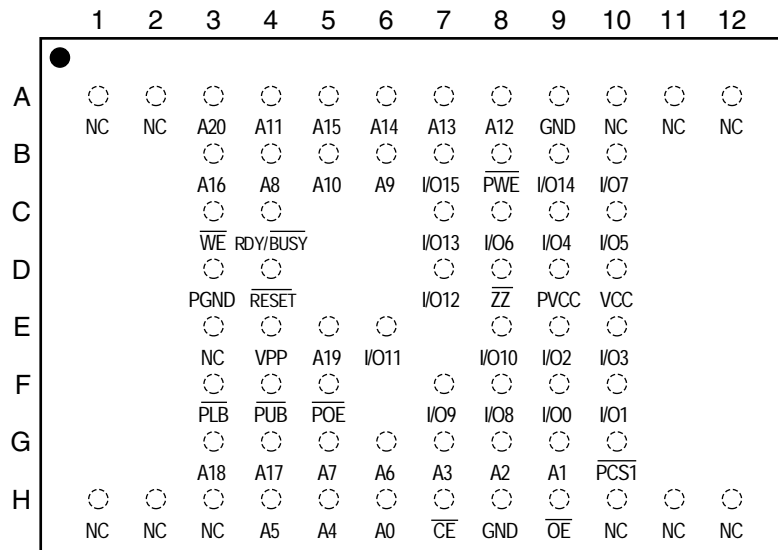 1 2 3 4 5 6 7 8 9 10 11 12
A
NC NC A20 A11 A15 A14 A13 A12 GND NC NC NC
B
A16 A8 A10 A9 I/O15 PWE I/O14 I/O7
C
WE RDY/BUSY I/O13 I/O6 I/O4 I/O5
D
PGND RESET I/O12 ZZ PVCC VCC
E
NC VPP A19 I/O11 I/O10 I/O2 I/O3
F
PLB PUB POE I/O9 I/O8 I/O0 I/O1
G
A18 A17 A7 A6 A3 A2 A1 PCS1
H
NC NC NC A5 A4 A0 CE GND OE NC NC NC